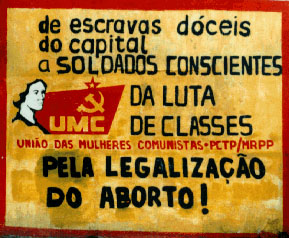 de escravas dóceis
do capital
a SOLDADOS CONSCIENTES
DA LUTA
DE CLASSES
UMC
UNIÃO DAS MULHERES COMUNISTAS-PCTP/MRPP
PELA LEGALIZAÇÃO
DO ABORTO!